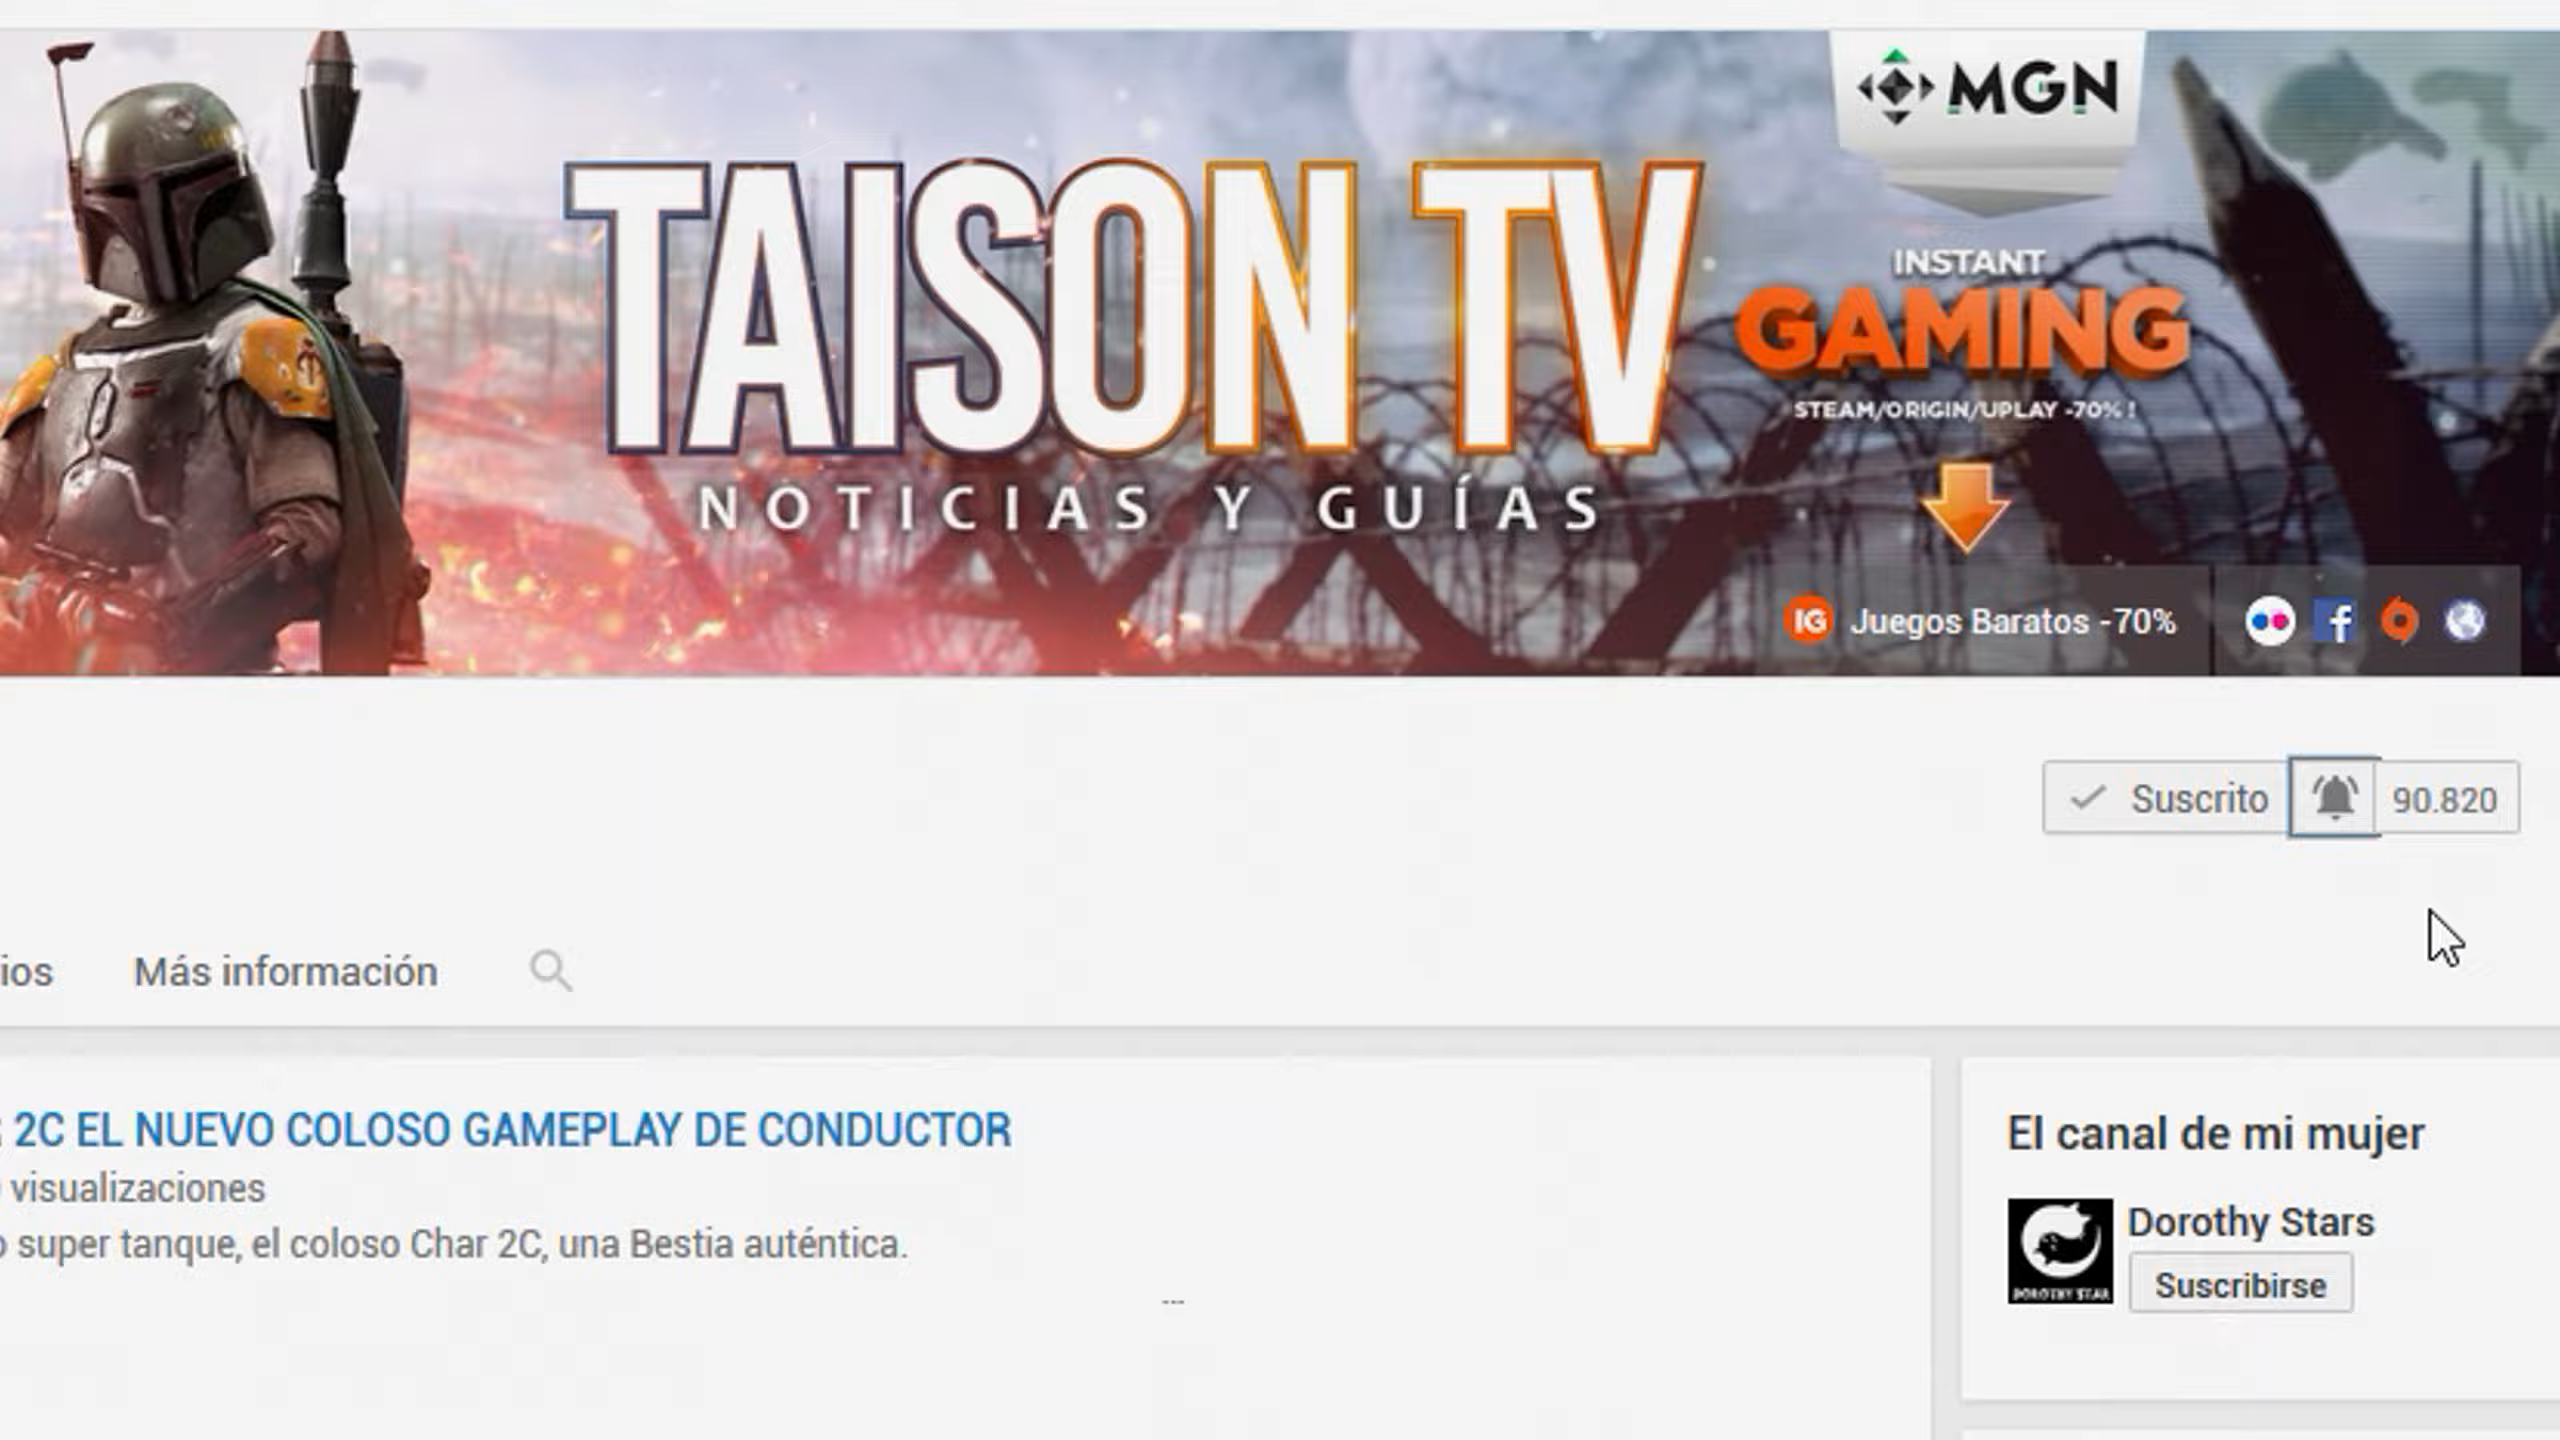 MGN
TAISON TV
NOTICIAS Y GUÍAS
INSTANT
GAMING
STEAM/ORIGIN/UPLAY -70% !
IG Juegos Baratos -70%
Suscrito 90.820
ios Más información
2C EL NUEVO COLOSO GAMEPLAY DE CONDUCTOR
visualizaciones
o super tanque, el coloso Char 2C, una Bestia auténtica.
---
El canal de mi mujer
Dorothy Stars
DOROTHY STAR
Suscribirse